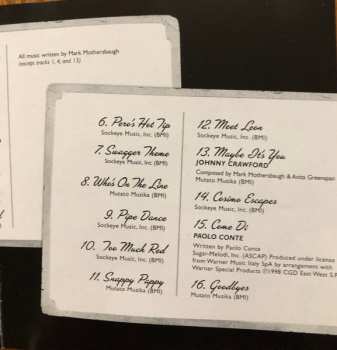 All music written by Mark Mothersbaugh
(except tracks 1, 4, and 13)
6. Pero's Hot Tip
Sockeye Music, Inc. (BMI)
7. Swagger Theme
Sockeye Music, Inc (BMI)
8. Who's On The Line
Mutato Muzika (BMI)
9. Pipe Dance
Sockeye Music, Inc. (BMI)
10. Too Much Red
Sockeye Music, Inc. (BMI)
11. Snappy Pappy
Mutato Muzika (BMI)
12. Meet Leon
Sockeye Music, Inc. (BMI)
13. Maybe It's You
JOHNNY CRAWFORD
Composed by Mark Mothersbaugh & Anita Greenspan
Mutato Muzika (BMI)
14. Casino Escapes
Sockeye Music, Inc. (BMI)
15. Come Di
PAOLO CONTE
Written by Paolo Conte
Sugar-Melodi, Inc. (ASCAP) Produced under license
from Warner Music Italy SpA by arrangement with
Warner Special Products ©1998 CGD East West S.
16. Goodbyes
Mutato Muzika (BMI)